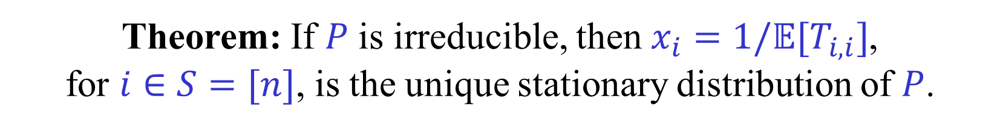 Theorem: If P is irreducible, then xᵢ = 1/𝔼[Tᵢ,ᵢ],
for i ∈ S = [n], is the unique stationary distribution of P.